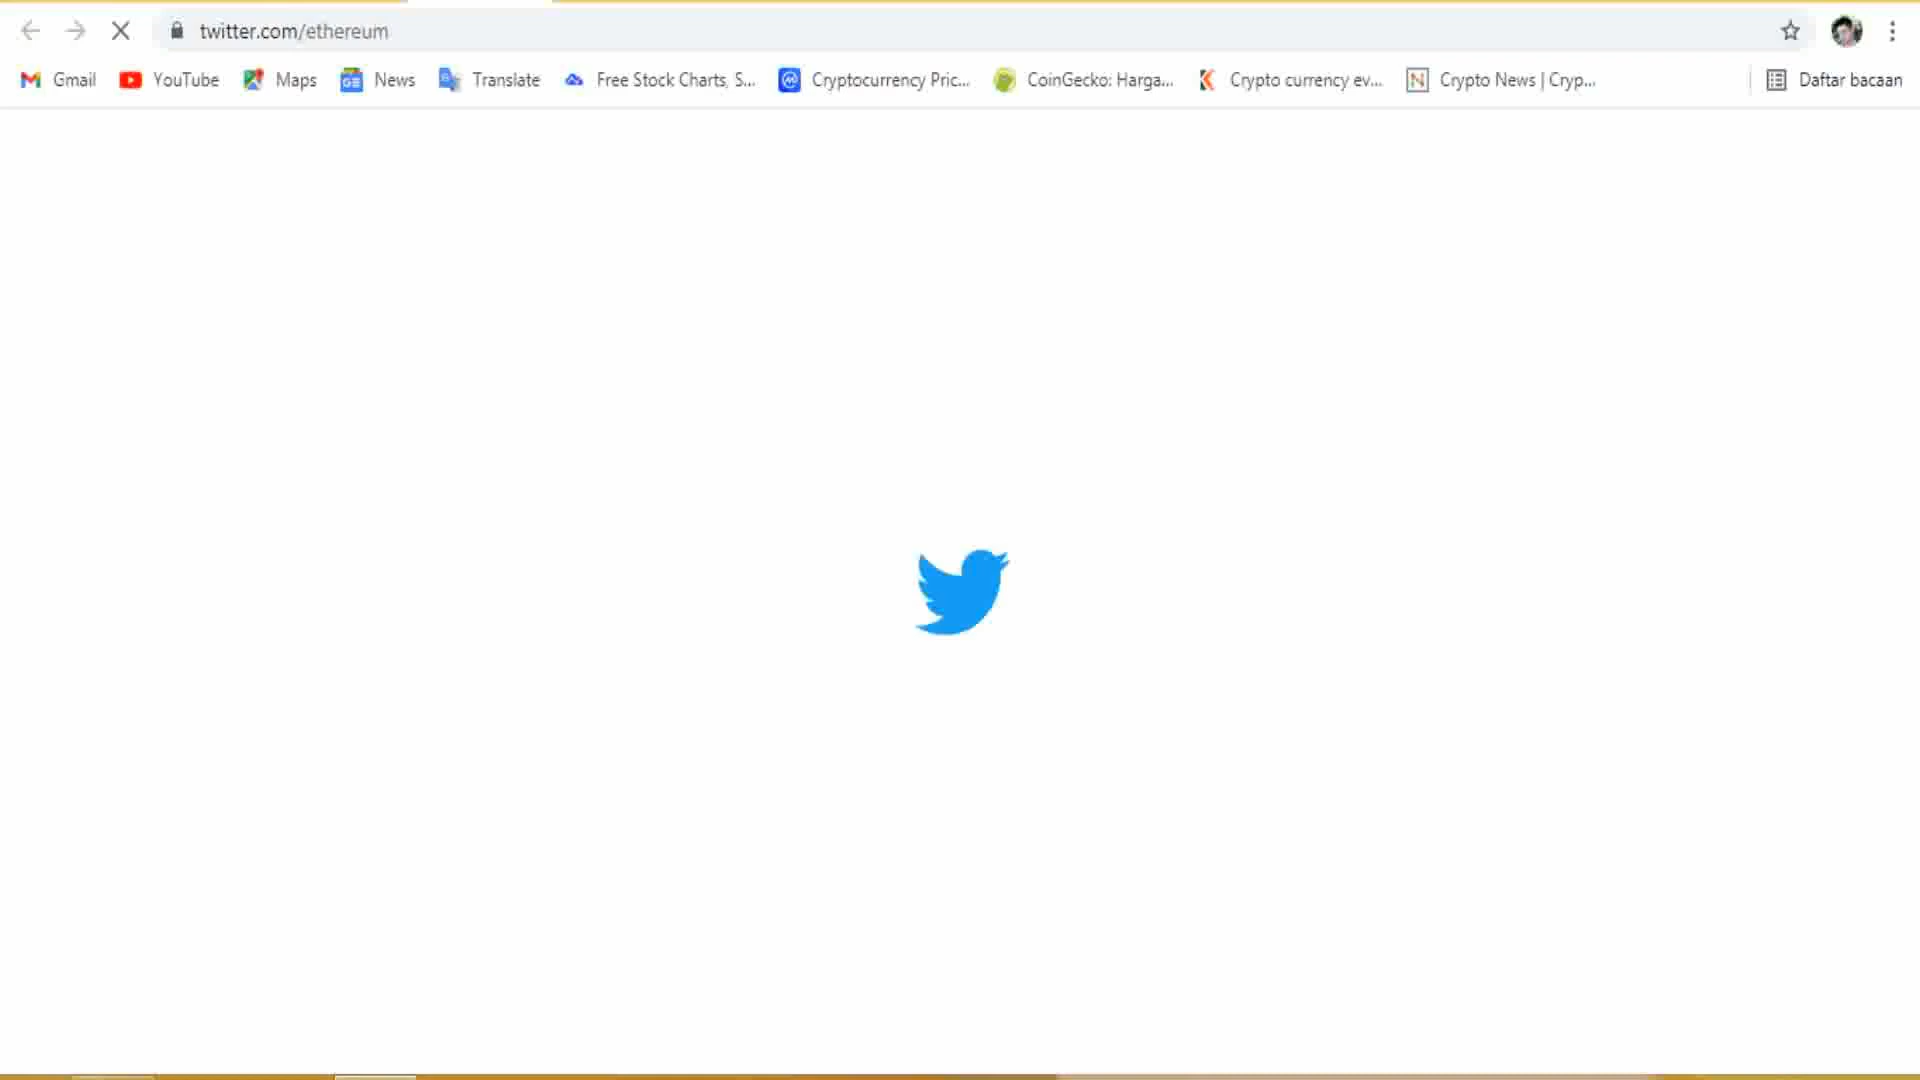 twitter.com/ethereum
Gmail YouTube Maps News Translate Free Stock Charts, S... Cryptocurrency Pric... CoinGecko: Harga... Crypto currency ev... Crypto News | Cryp... Daftar bacaan